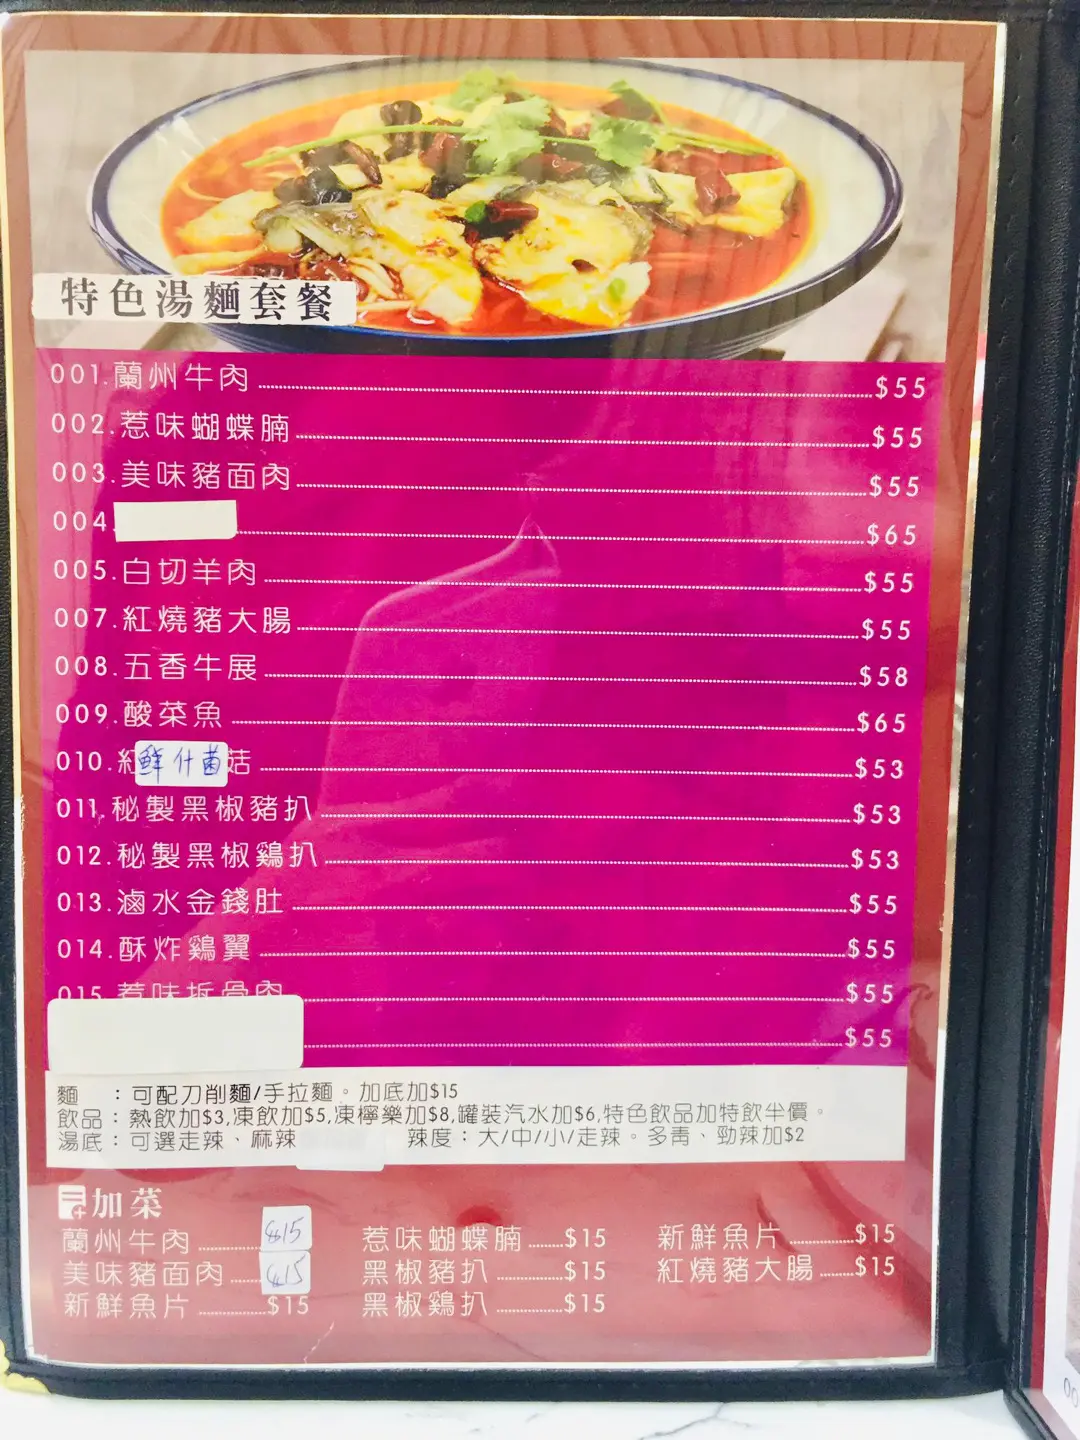 特色湯麵套餐
001.蘭州牛肉 $55
002.惹味蝴蝶腩 $55
003.美味豬面肉 $55
004. $65
005.白切羊肉 $55
007.紅燒豬大腸 $55
008.五香牛展 $58
009.酸菜魚 $65
010. 鮮什菌菇 $53
011.秘製黑椒豬扒 $53
012.秘製黑椒鷄扒 $53
013.滷水金錢肚 $55
014.酥炸鷄翼 $55
015.惹味拆骨肉 $55
$55
麵 ：可配刀削麵/手拉麵。加底加$15
飲品：熱飲加$3,凍飲加$5,凍檸樂加$8,罐裝汽水加$6,特色飲品加特飲半價。
湯底：可選走辣、麻辣 辣度：大/中/小/走辣。多青、勁辣加$2
加菜
蘭州牛肉 $15 惹味蝴蝶腩 $15 新鮮魚片 $15
美味豬面肉 $15 黑椒豬扒 $15 紅燒豬大腸 $15
新鮮魚片 $15 黑椒鷄扒 $15